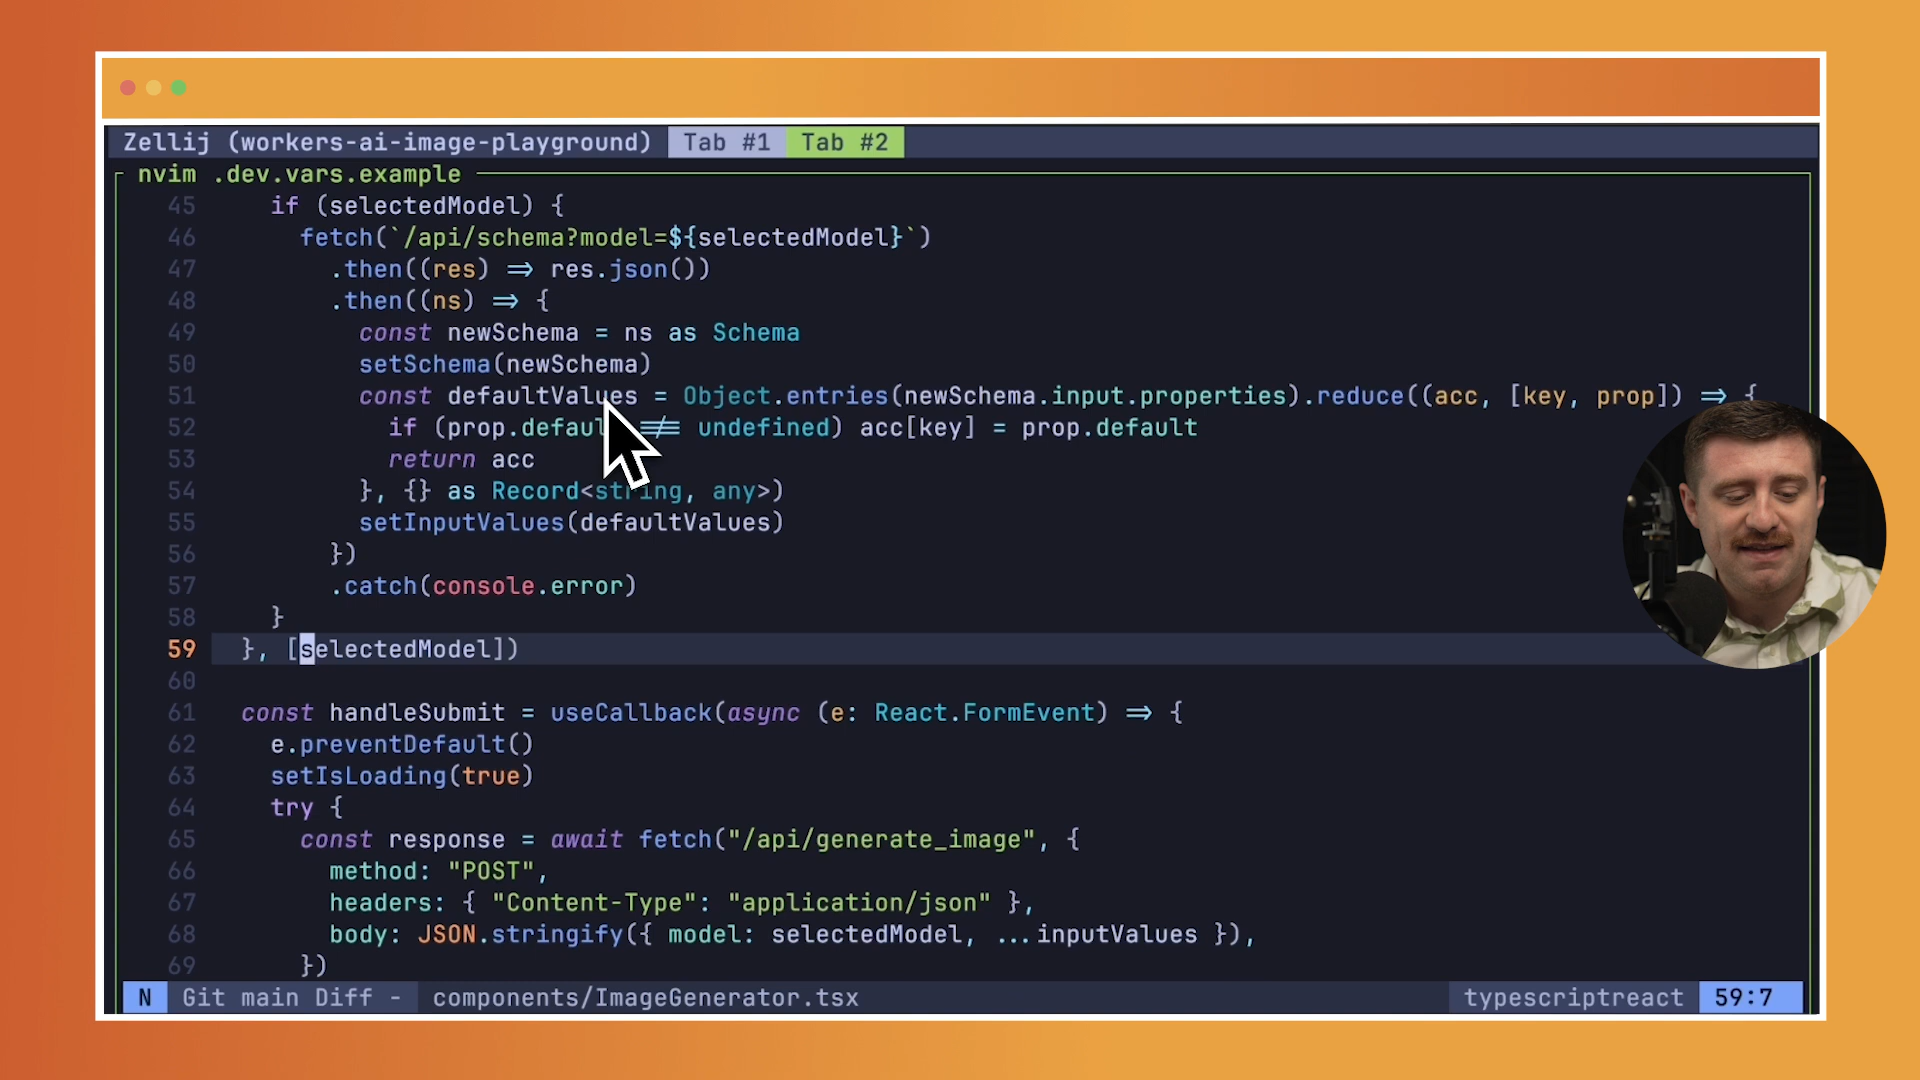 Zellij (workers-ai-image-playground) Tab #1 Tab #2
nvim .dev.vars.example
45 if (selectedModel) {
46 fetch(`/api/schema?model=${selectedModel}`)
47 .then((res) => res.json())
48 .then((ns) => {
49 const newSchema = ns as Schema
50 setSchema(newSchema)
51 const defaultValues = Object.entries(newSchema.input.properties).reduce((acc, [key, prop]) => {
52 if (prop.default !== undefined) acc[key] = prop.default
53 return acc
54 }, {} as Record<string, any>)
55 setInputValues(defaultValues)
56 })
57 .catch(console.error)
58 }
59 }, [selectedModel])
60
61 const handleSubmit = useCallback(async (e: React.FormEvent) => {
62 e.preventDefault()
63 setIsLoading(true)
64 try {
65 const response = await fetch("/api/generate_image", {
66 method: "POST",
67 headers: { "Content-Type": "application/json" },
68 body: JSON.stringify({ model: selectedModel, ...inputValues }),
69 })
N Git main Diff - components/ImageGenerator.tsx typescriptreact 59:7